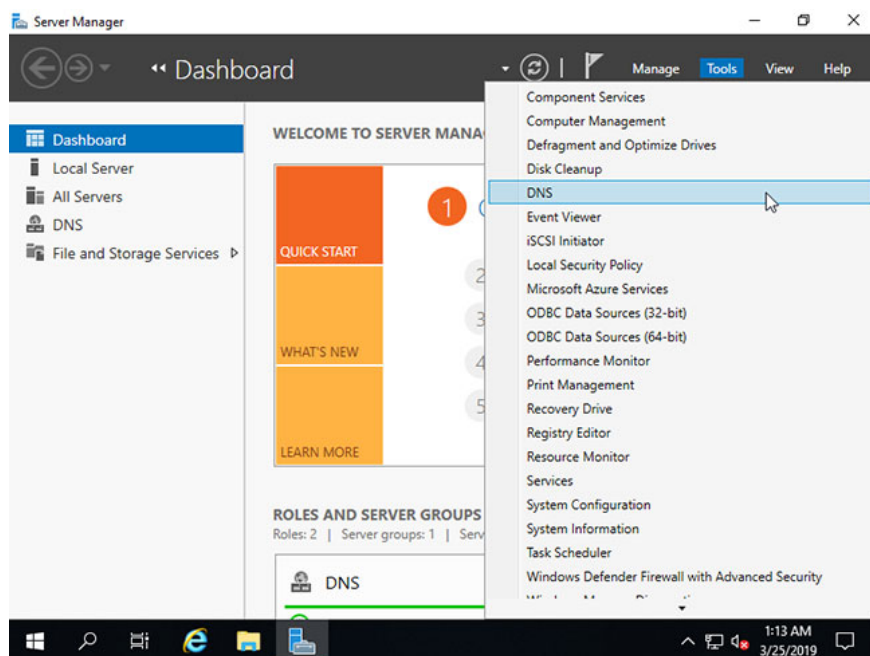 Server Manager
Dashboard
Manage
Tools
View
Help
Dashboard
Local Server
All Servers
DNS
File and Storage Services
WELCOME TO SERVER MANA
1
QUICK START
2
3
WHAT'S NEW
4
5
LEARN MORE
ROLES AND SERVER GROUPS
Roles: 2 | Server groups: 1 | Serv
DNS
Component Services
Computer Management
Defragment and Optimize Drives
Disk Cleanup
DNS
Event Viewer
iSCSI Initiator
Local Security Policy
Microsoft Azure Services
ODBC Data Sources (32-bit)
ODBC Data Sources (64-bit)
Performance Monitor
Print Management
Recovery Drive
Registry Editor
Resource Monitor
Services
System Configuration
System Information
Task Scheduler
Windows Defender Firewall with Advanced Security
1:13 AM
3/25/2019